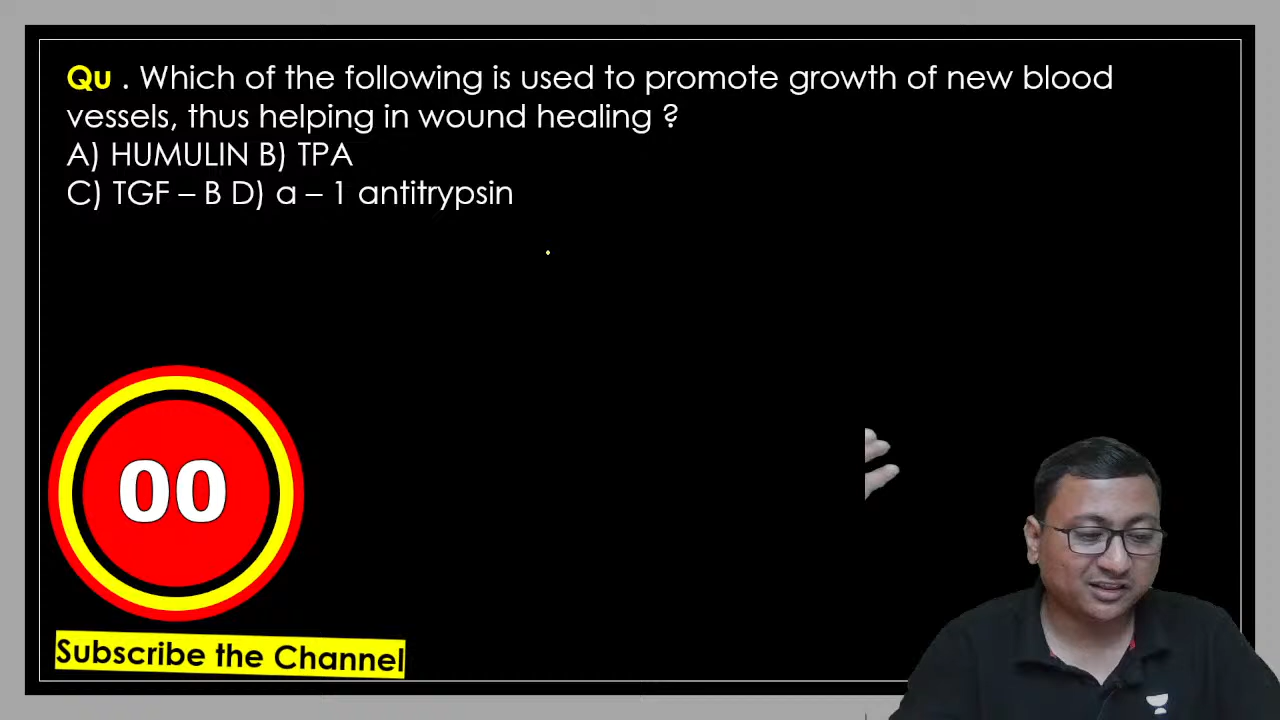 Qu . Which of the following is used to promote growth of new blood
vessels, thus helping in wound healing ?
A) HUMULIN B) TPA
C) TGF – B D) a – 1 antitrypsin
00
Subscribe the Channel